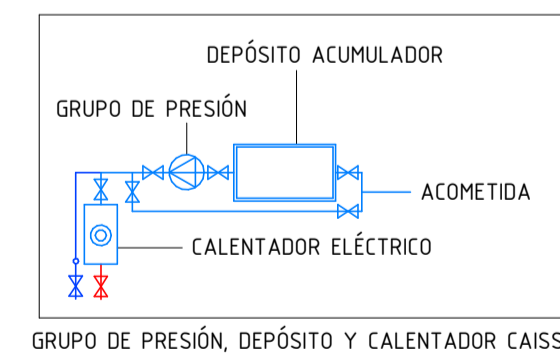 DEPÓSITO ACUMULADOR
GRUPO DE PRESIÓN
ACOMETIDA
CALENTADOR ELÉCTRICO
GRUPO DE PRESIÓN, DEPÓSITO Y CALENTADOR CAISS